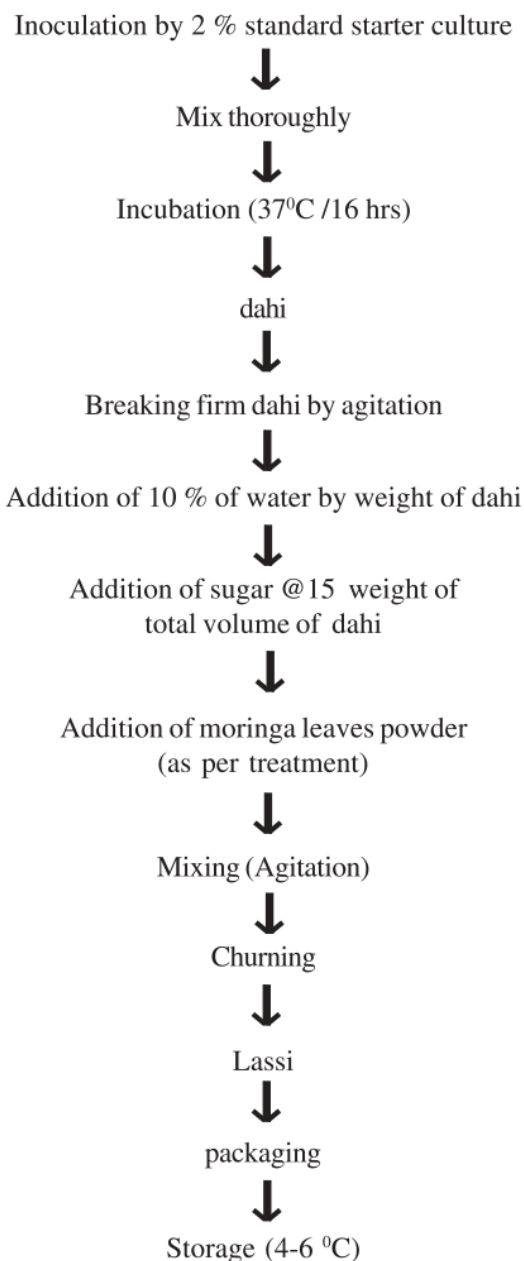 Inoculation by 2 % standard starter culture
Mix thoroughly
Incubation (37⁰C /16 hrs)
dahi
Breaking firm dahi by agitation
Addition of 10 % of water by weight of dahi
Addition of sugar @15 weight of
total volume of dahi
Addition of moringa leaves powder
(as per treatment)
Mixing (Agitation)
Churning
Lassi
packaging
Storage (4-6 ⁰C)